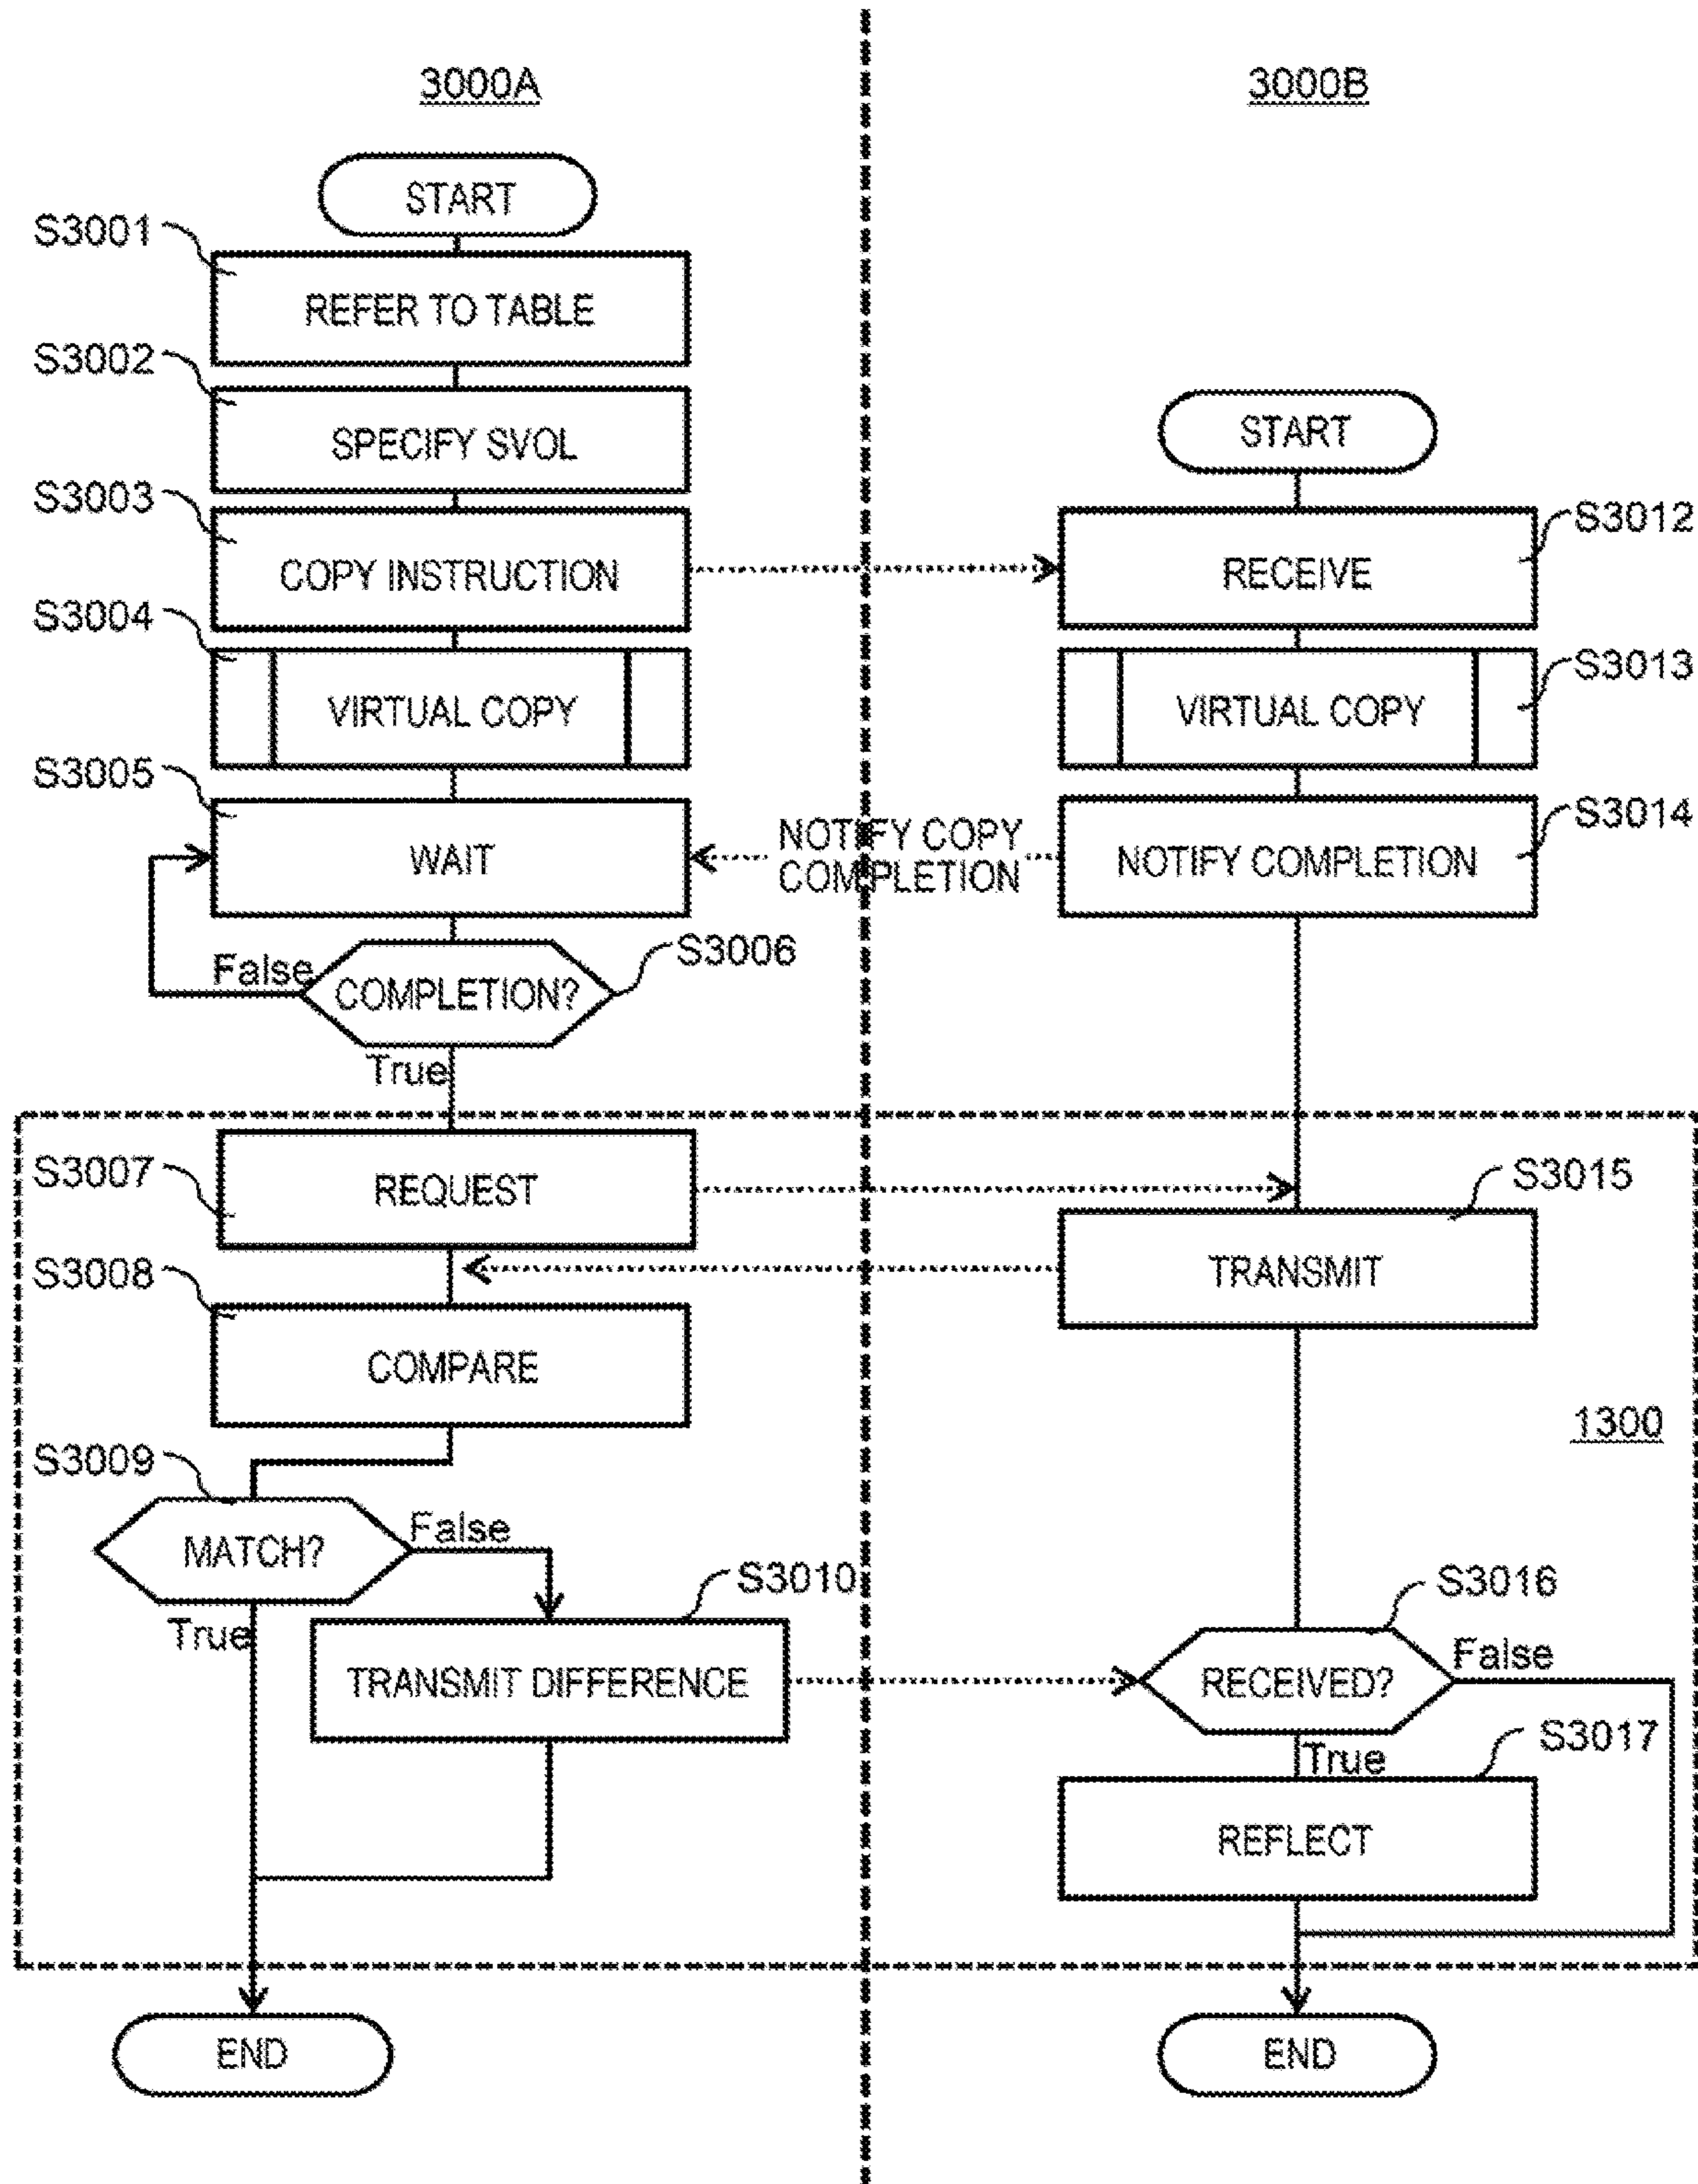 3000A
3000B
START
S3001
REFER TO TABLE
S3002
SPECIFY SVOL
START
S3003
COPY INSTRUCTION
S3012
RECEIVE
S3004
VIRTUAL COPY
S3013
VIRTUAL COPY
S3005
WAIT
NOTIFY COPY
COMPLETION
S3014
NOTIFY COMPLETION
S3006
False
COMPLETION?
True
S3007
REQUEST
S3015
TRANSMIT
S3008
COMPARE
1300
S3009
MATCH?
False
True
S3010
TRANSMIT DIFFERENCE
S3016
RECEIVED?
False
True
S3017
REFLECT
END
END